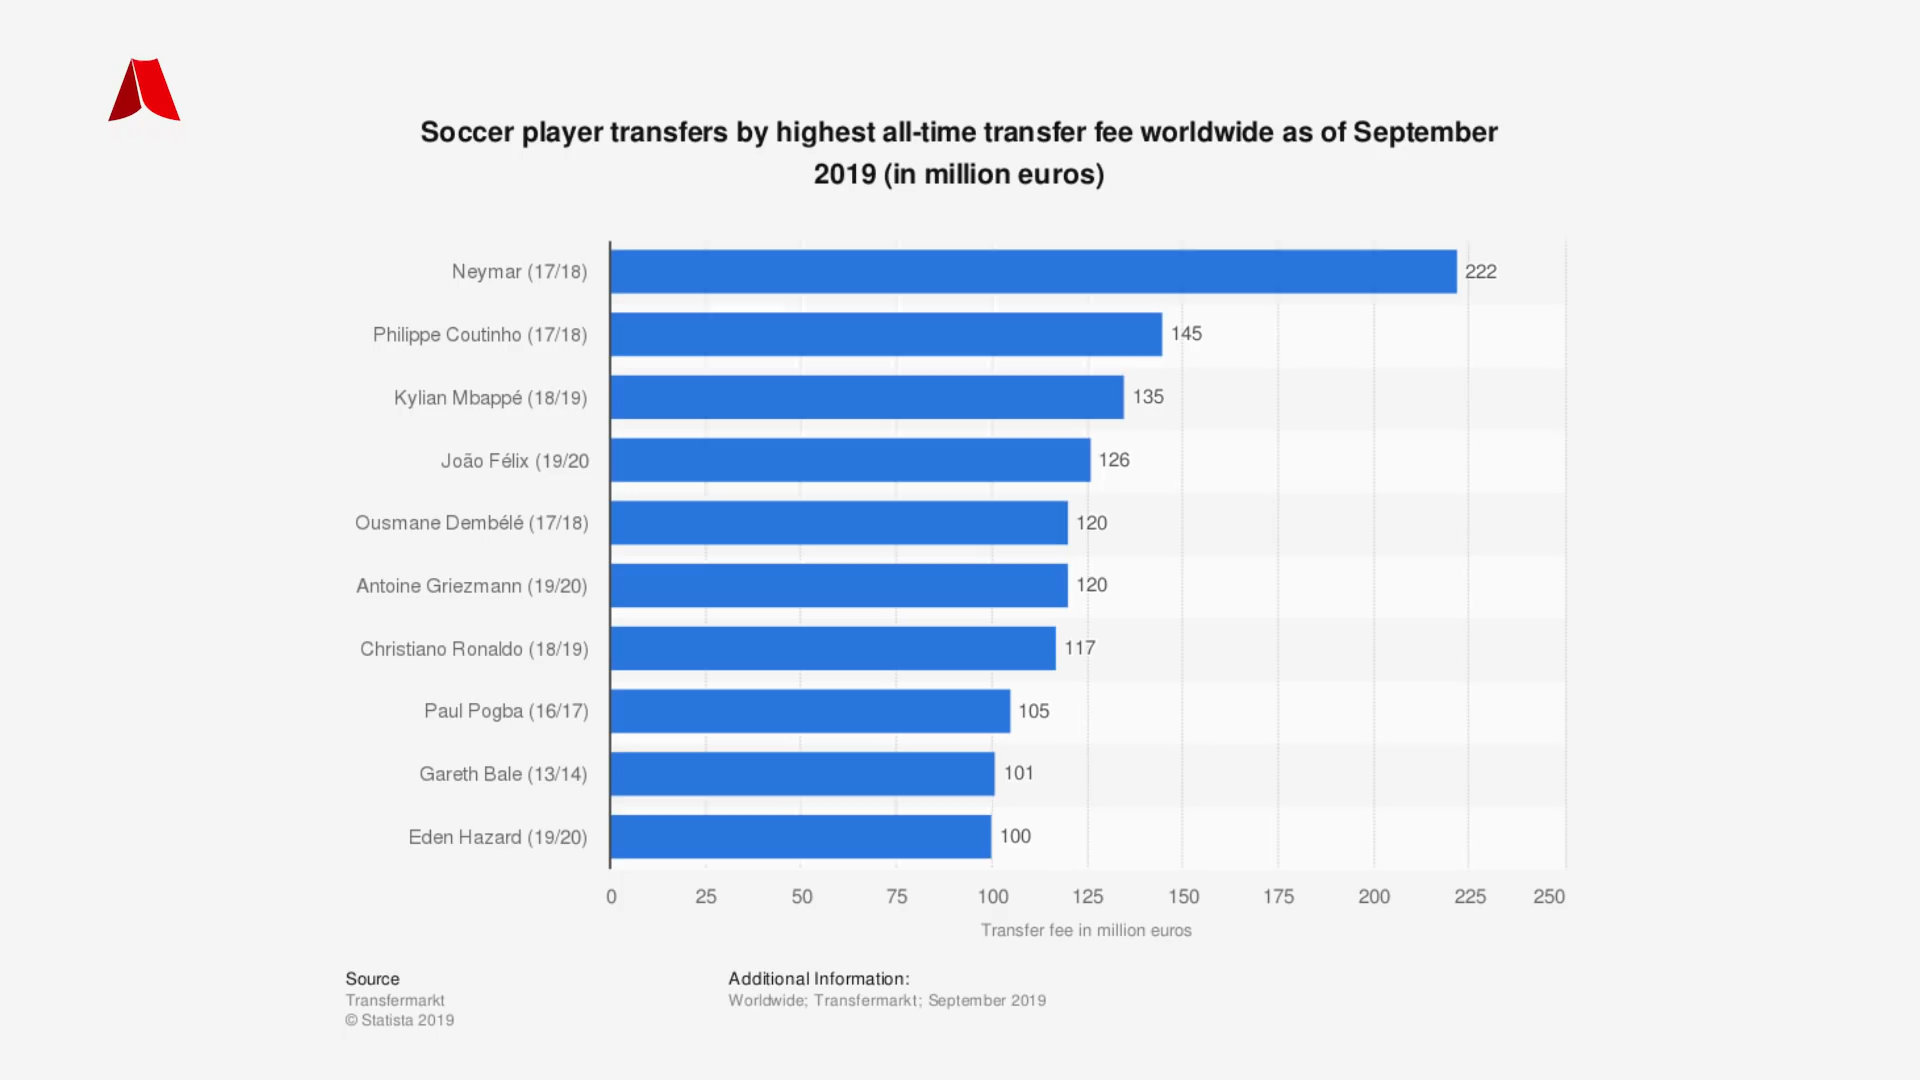 Soccer player transfers by highest all-time transfer fee worldwide as of September
2019 (in million euros)
Neymar (17/18)
222
Philippe Coutinho (17/18)
145
Kylian Mbappé (18/19)
135
João Félix (19/20
126
Ousmane Dembélé (17/18)
120
Antoine Griezmann (19/20)
120
Christiano Ronaldo (18/19)
117
Paul Pogba (16/17)
105
Gareth Bale (13/14)
101
Eden Hazard (19/20)
100
0 25 50 75 100 125 150 175 200 225 250
Transfer fee in million euros
Source
Transfermarkt
© Statista 2019
Additional Information:
Worldwide; Transfermarkt; September 2019